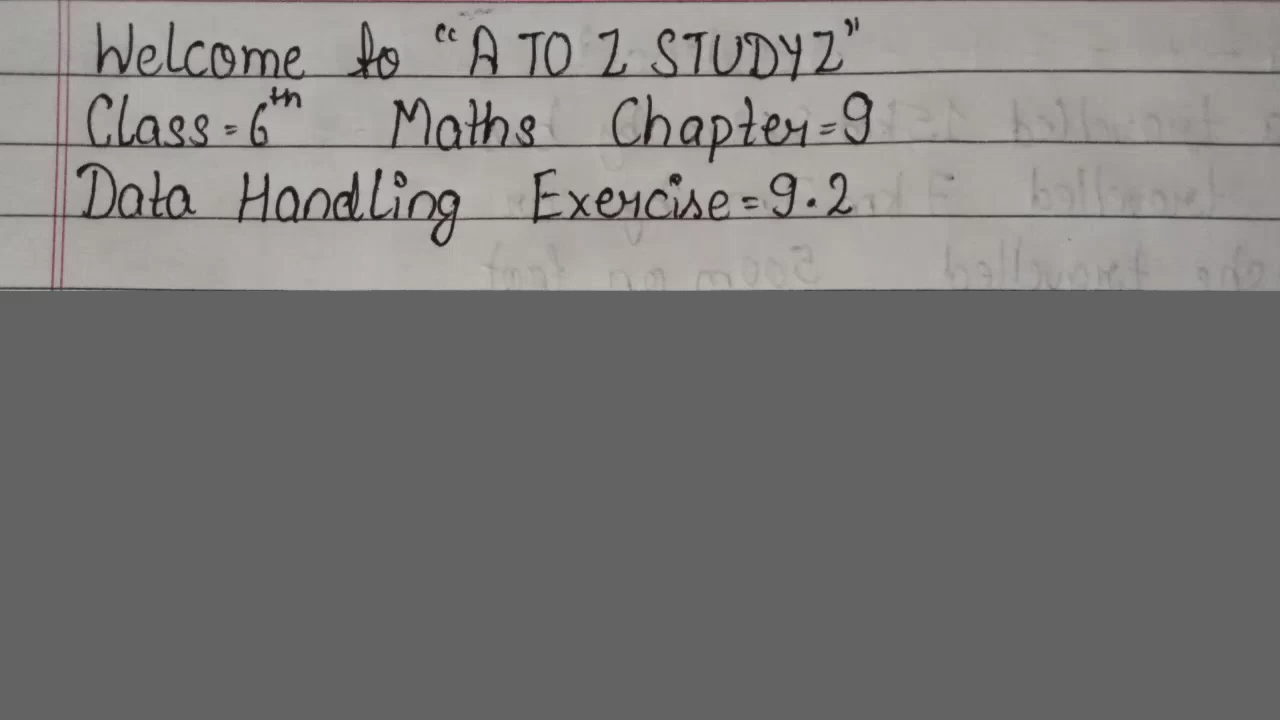 Welcome to "A TO Z STUDYZ"
Class=6th Maths Chapter=9
Data Handling Exercise=9.2